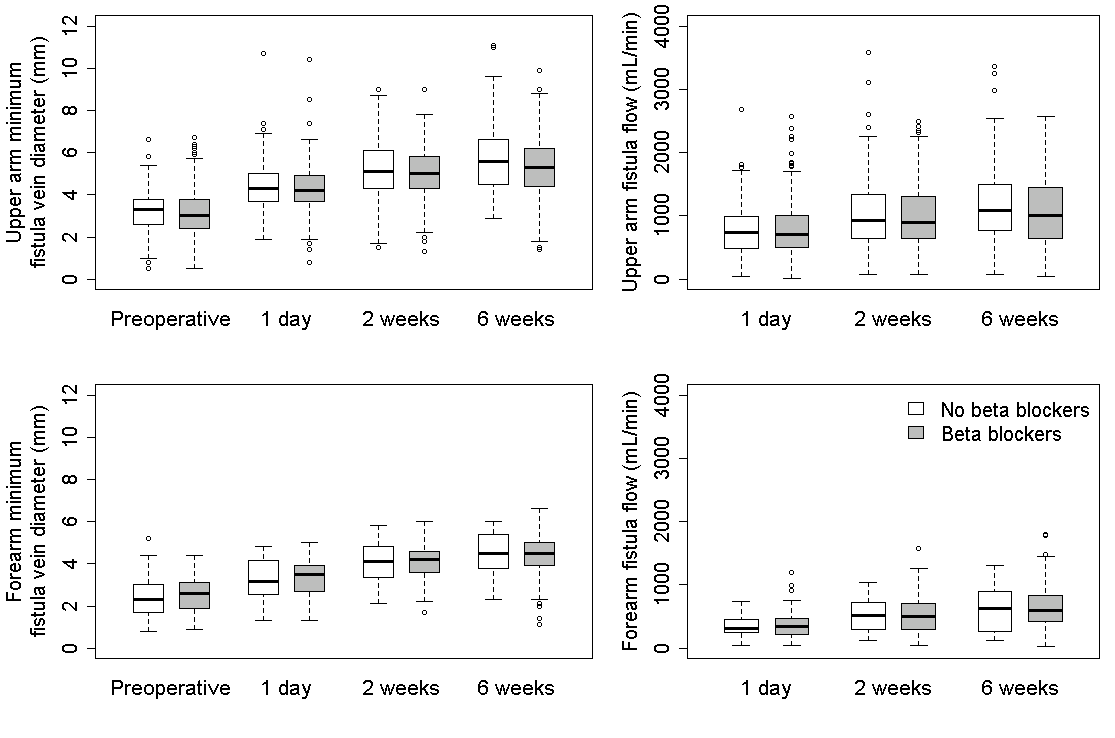 Upper arm minimum
fistula vein diameter (mm)
12
10
8
6
4
2
0
Preoperative 1 day 2 weeks 6 weeks
Upper arm fistula flow (mL/min)
4000
3000
2000
1000
0
1 day 2 weeks 6 weeks
Forearm minimum
fistula vein diameter (mm)
12
10
8
6
4
2
0
Preoperative 1 day 2 weeks 6 weeks
Forearm fistula flow (mL/min)
4000
3000
2000
1000
0
No beta blockers
Beta blockers
1 day 2 weeks 6 weeks